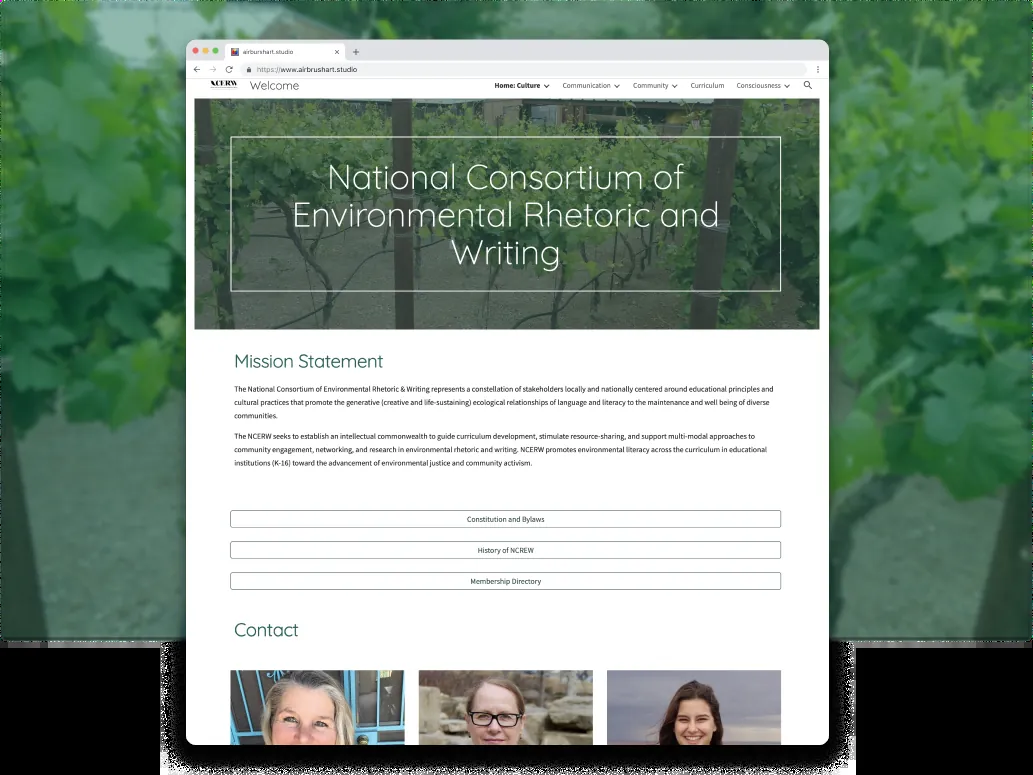 airburshart.studio
https://www.airbrushart.studio
NCERW
Welcome
Home: Culture
Communication
Community
Curriculum
Consciousness
National Consortium of
Environmental Rhetoric and
Writing
Mission Statement
The National Consortium of Environmental Rhetoric & Writing represents a constellation of stakeholders locally and nationally centered around educational principles and
cultural practices that promote the generative (creative and life-sustaining) ecological relationships of language and literacy to the maintenance and well being of diverse
communities.
The NCERW seeks to establish an intellectual commonwealth to guide curriculum development, stimulate resource-sharing, and support multi-modal approaches to
community engagement, networking, and research in environmental rhetoric and writing. NCERW promotes environmental literacy across the curriculum in educational
institutions (K-16) toward the advancement of environmental justice and community activism.
Constitution and Bylaws
History of NCREW
Membership Directory
Contact